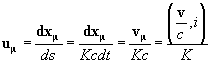 u_μ = dx_μ/ds = dx_μ/Kcdt = v_μ/Kc = (v/c, i)/K